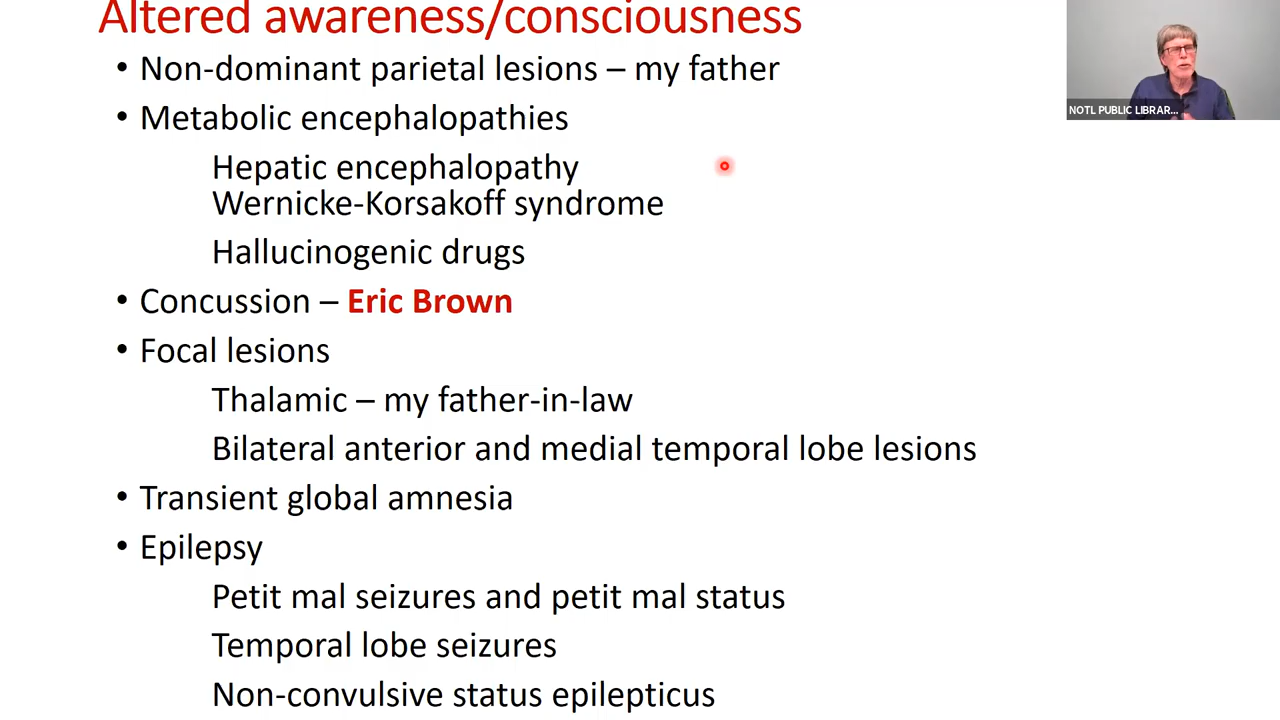 Altered awareness/consciousness
• Non-dominant parietal lesions – my father
• Metabolic encephalopathies
Hepatic encephalopathy
Wernicke-Korsakoff syndrome
Hallucinogenic drugs
• Concussion – Eric Brown
• Focal lesions
Thalamic – my father-in-law
Bilateral anterior and medial temporal lobe lesions
• Transient global amnesia
• Epilepsy
Petit mal seizures and petit mal status
Temporal lobe seizures
Non-convulsive status epilepticus
NOTL PUBLIC LIBRAR...